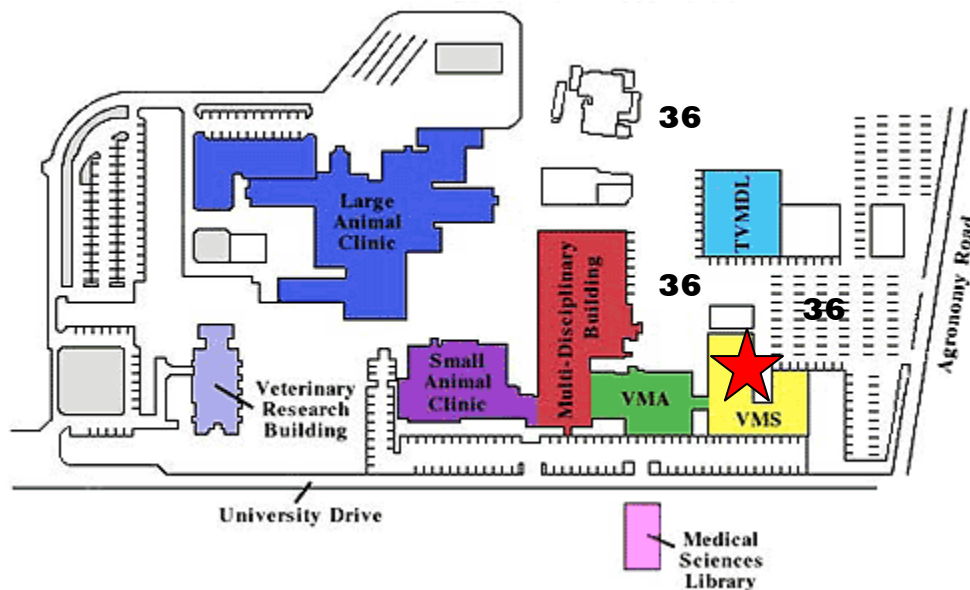 36
Large
Animal
Clinic
TVMDL
Multi-Disciplinary
Building
36
36
Agronomy Road
Small
Animal
Clinic
Veterinary
Research
Building
VMA
VMS
University Drive
Medical
Sciences
Library